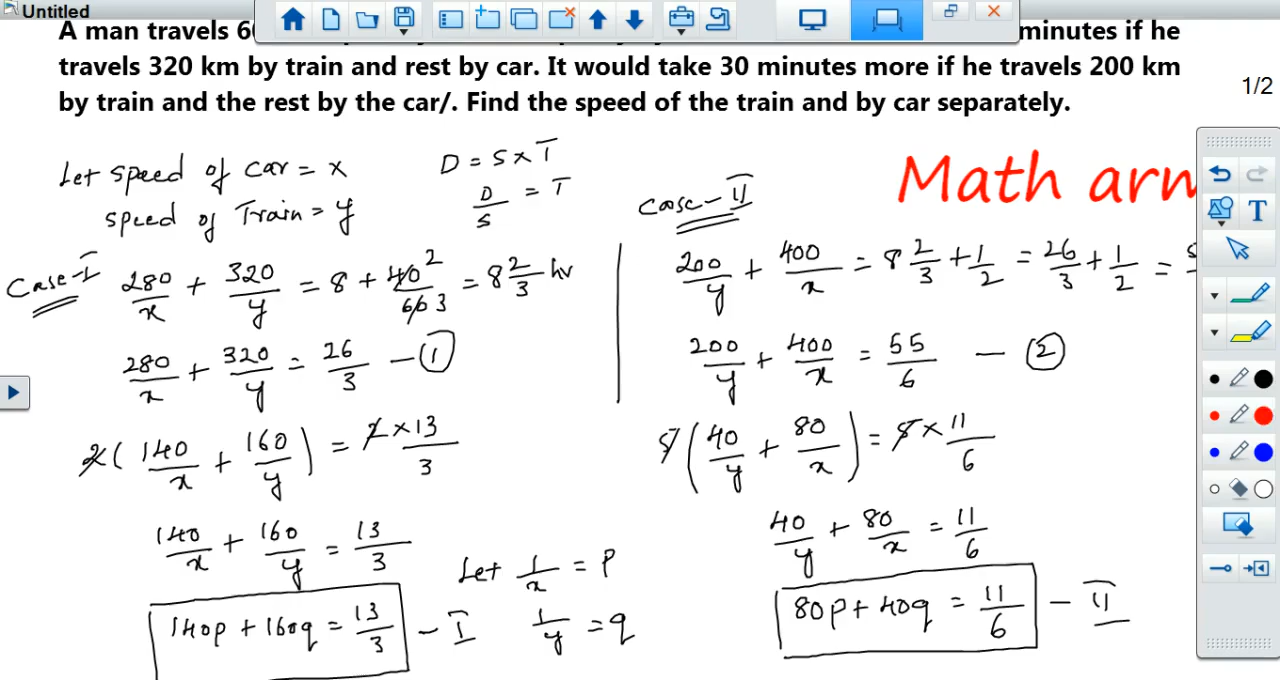 Untitled
A man travels minutes if he
travels 320 km by train and rest by car. It would take 30 minutes more if he travels 200 km
by train and the rest by the car/. Find the speed of the train and by car separately.
1/2
Let speed of car = x
speed of Train = y
D = S × T
D/S = T
Math
Case-I
280/x + 320/y = 8 + 40/60 = 8 2/3 hr
280/x + 320/y = 26/3 — ①
2(140/x + 160/y) = 2 × 13/3
140/x + 160/y = 13/3
140p + 160q = 13/3 — I
Let 1/x = P
1/y = q
Case-II
200/y + 400/x = 8 2/3 + 1/2 = 26/3 + 1/2 =
200/y + 400/x = 55/6 — ②
5(40/y + 80/x) = 5 × 11/6
40/y + 80/x = 11/6
80p + 40q = 11/6 — II
T